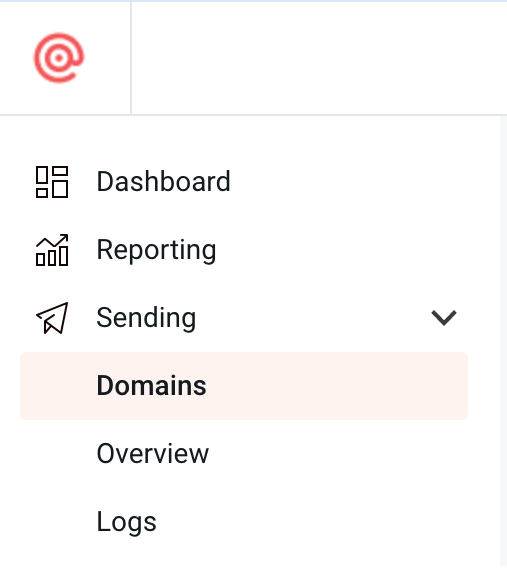 Dashboard
Reporting
Sending
Domains
Overview
Logs